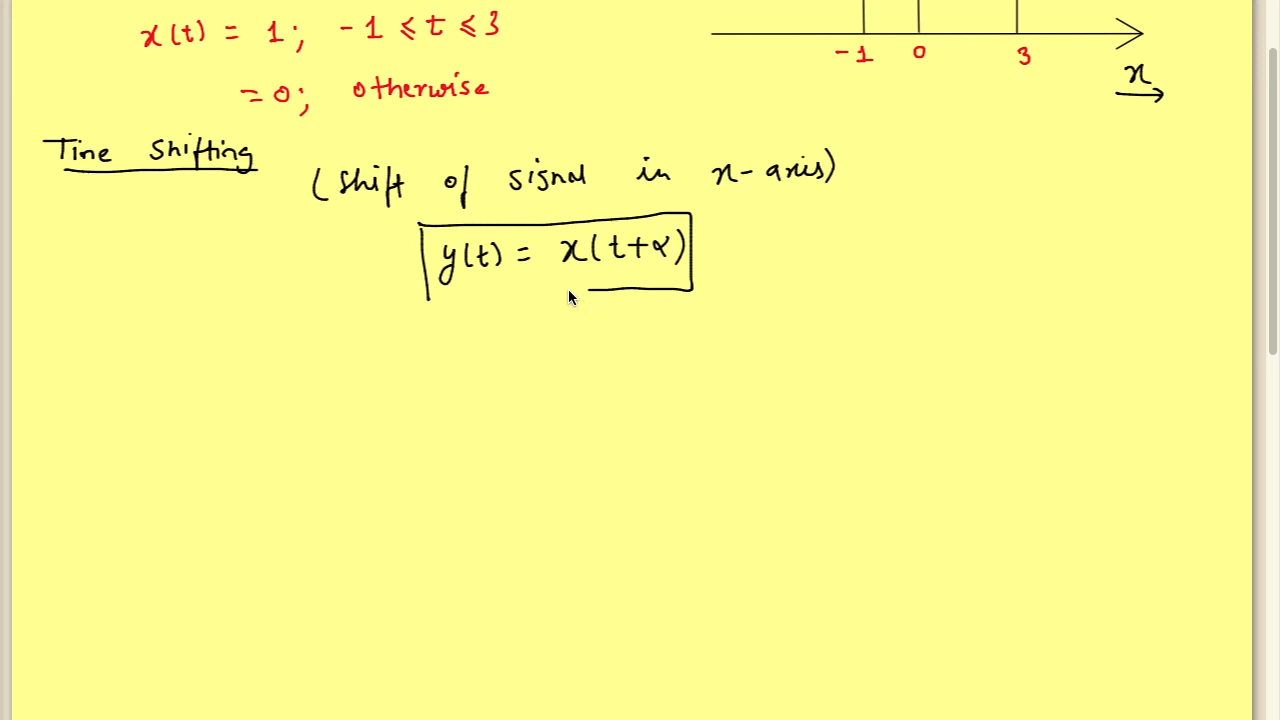 x(t) = 1; -1 ⩽ t ⩽ 3
= 0; otherwise
-1 0 3
x
Time Shifting
(Shift of signal in x-axis)
y(t) = x(t+α)